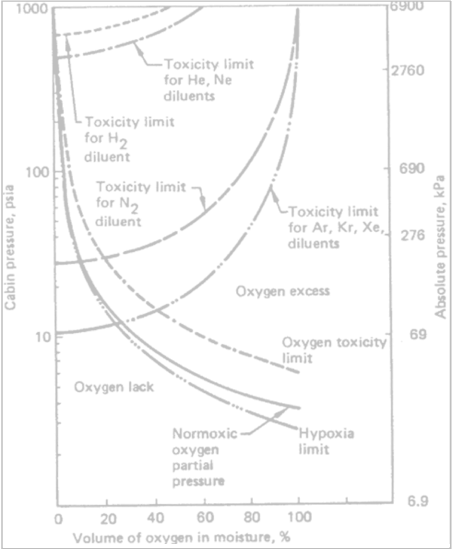 1000
100
10
Cabin pressure, psia
6900
2760
690
276
69
6.9
Absolute pressure, kPa
Toxicity limit
for He, Ne
diluents
Toxicity limit
for H2
diluent
Toxicity limit
for N2
diluent
Toxicity limit
for Ar, Kr, Xe,
diluents
Oxygen excess
Oxygen toxicity
limit
Oxygen lack
Normoxic
oxygen
partial
pressure
Hypoxia
limit
0 20 40 60 80 100
Volume of oxygen in moisture, %